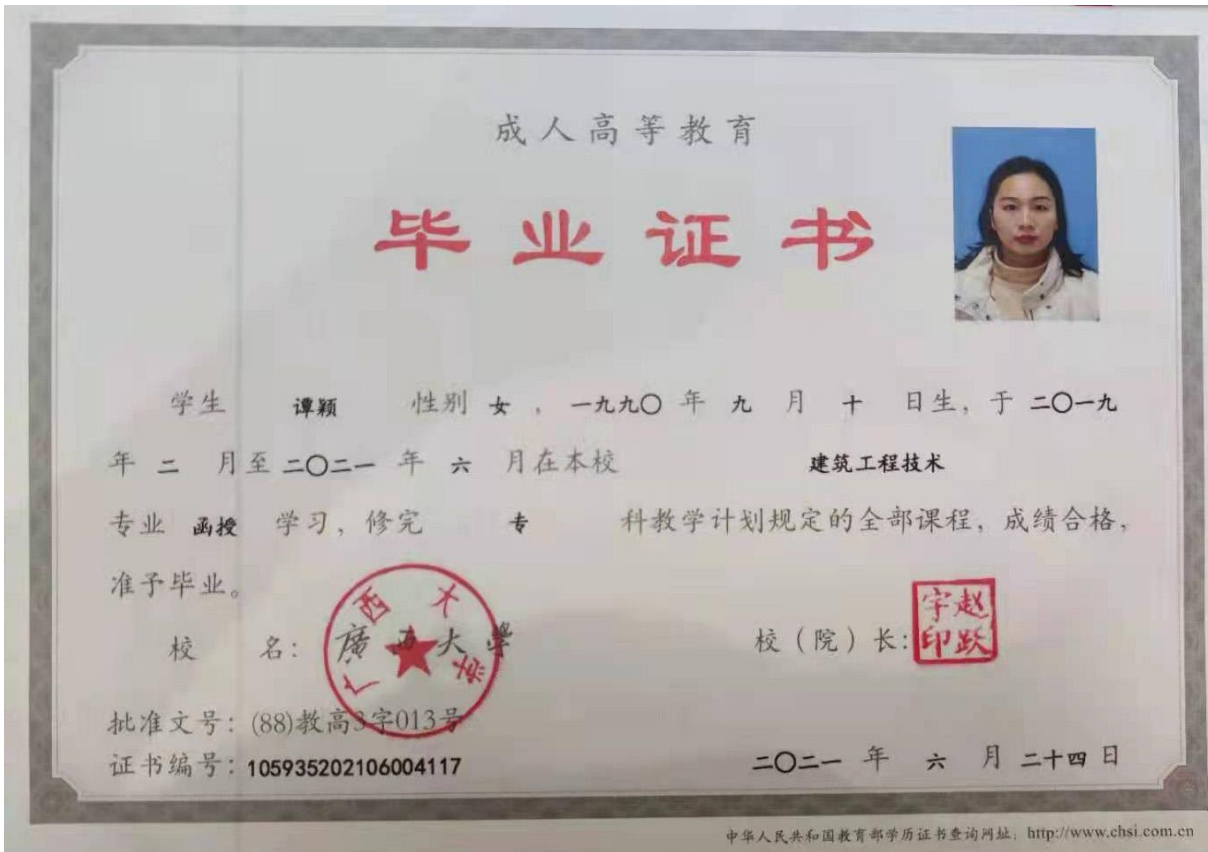 成人高等教育
毕业证书
学生 谭颖 性别 女 ，一九九〇 年 九 月 十 日生，于 二〇一九
年 二 月至 二〇二一 年 六 月在本校 建筑工程技术
专业 函授 学习，修完 专 科教学计划规定的全部课程，成绩合格，
准予毕业。
校 名：廣西大學
广西大学
校（院）长：
赵跃宇印
批准文号：(88)教高3字013号
证书编号：105935202106004117
二〇二一 年 六 月 二十四 日
中华人民共和国教育部学历证书查询网址：http://www.chsi.com.cn